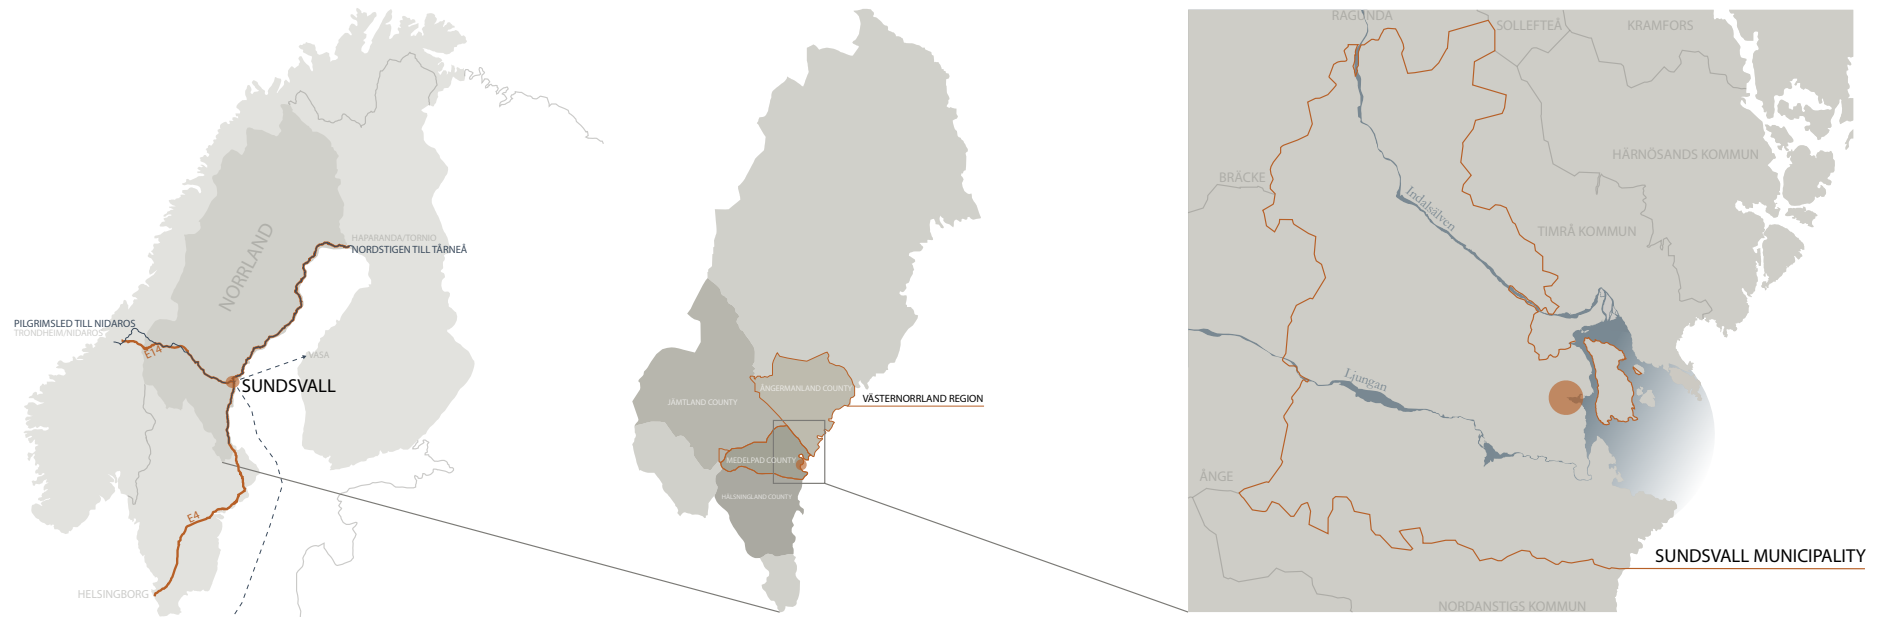 NORRLAND
HAPARANDA/TORNIO
NORDSTIGEN TILL TÅRNEÅ
PILGRIMSLED TILL NIDAROS
TRONDHEIM/NIDAROS
E14
VASA
SUNDSVALL
E4
HELSINGBORG
ÅNGERMANLAND COUNTY
JÄMTLAND COUNTY
VÄSTERNORRLAND REGION
MEDELPAD COUNTY
HÄLSINGLAND COUNTY
RAGUNDA
SOLLEFTEÅ
KRAMFORS
HÄRNÖSANDS KOMMUN
BRÄCKE
Indalsälven
TIMRÅ KOMMUN
Ljungan
ÅNGE
SUNDSVALL MUNICIPALITY
NORDANSTIGS KOMMUN